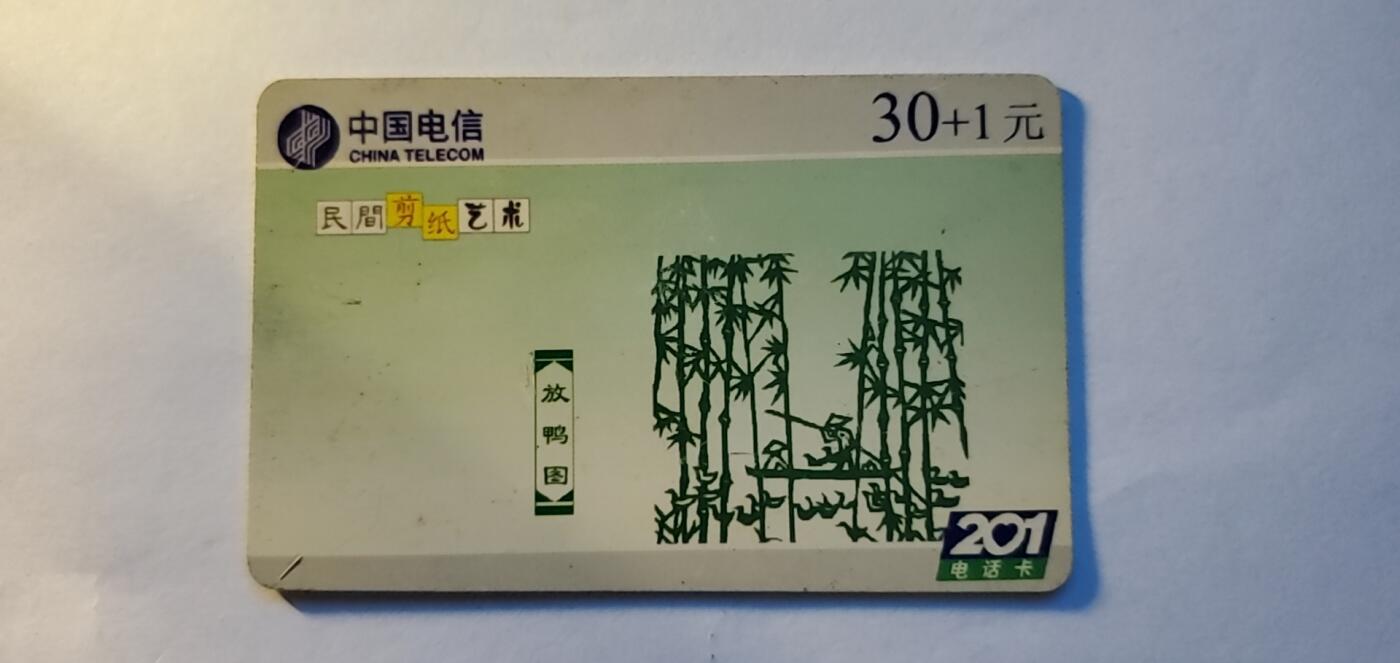 中国电信
CHINA TELECOM
30+1元
民間剪纸艺术
放鸭图
201
电话卡